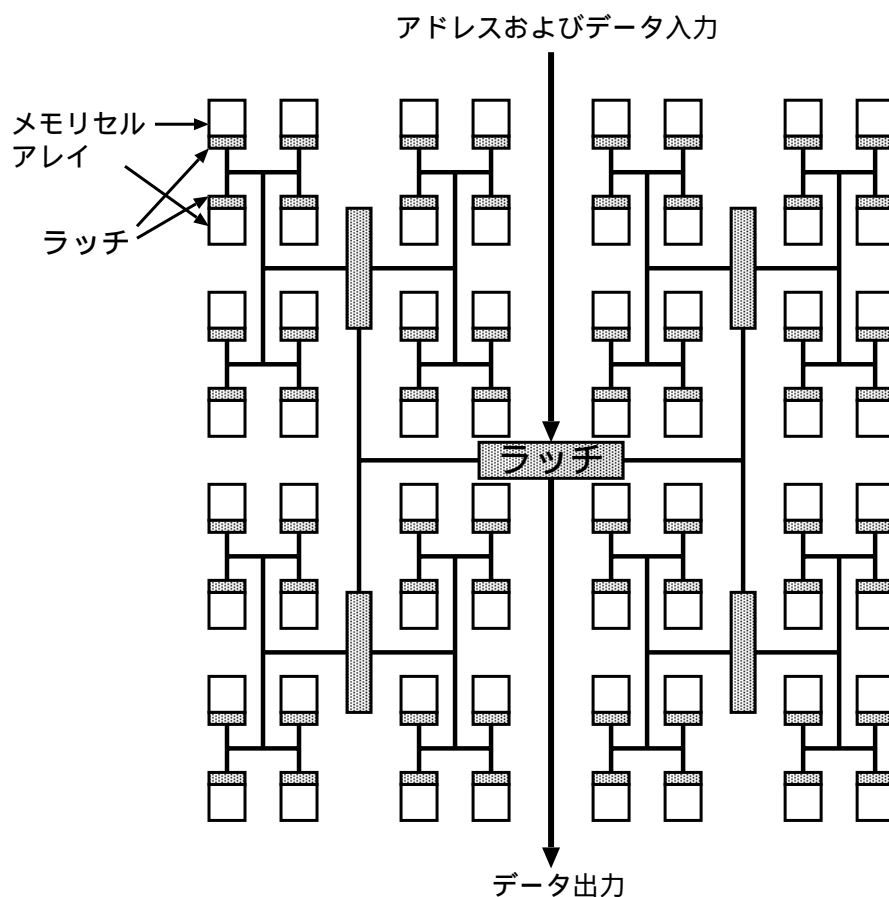 アドレスおよびデータ入力
メモリセル
アレイ
ラッチ
ラッチ
データ出力